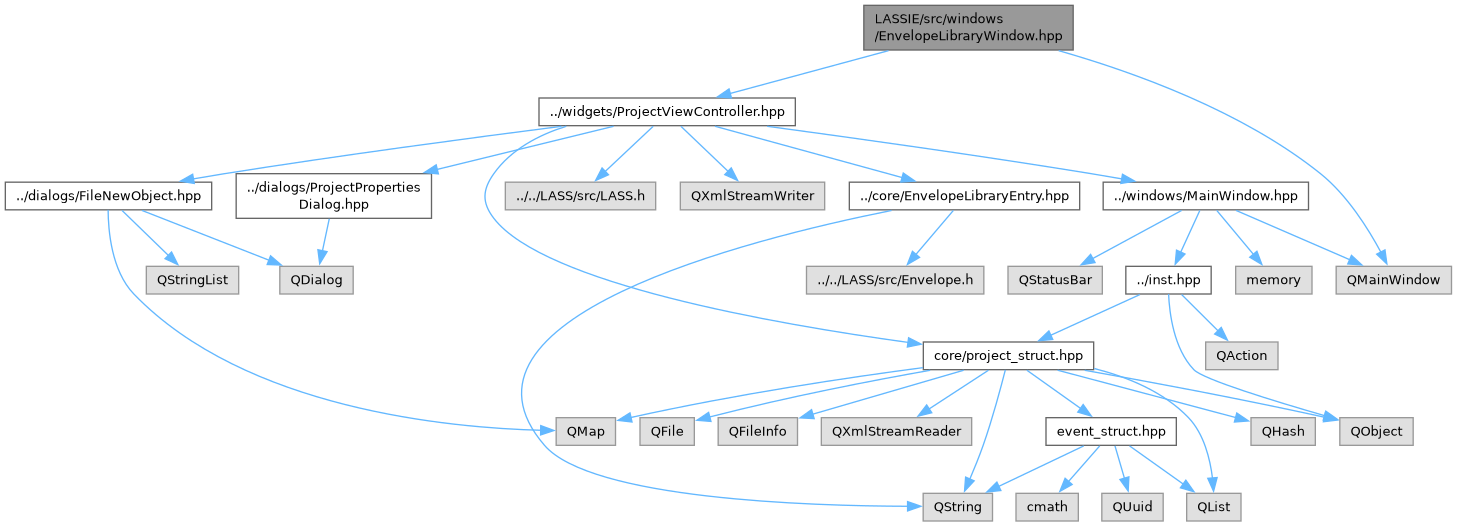 LASSIE/src/windows
/EnvelopeLibraryWindow.hpp
../widgets/ProjectViewController.hpp
../dialogs/FileNewObject.hpp
../dialogs/ProjectProperties
Dialog.hpp
../../LASS/src/LASS.h
QXmlStreamWriter
../core/EnvelopeLibraryEntry.hpp
../windows/MainWindow.hpp
QStringList
QDialog
../../LASS/src/Envelope.h
QStatusBar
../inst.hpp
memory
QMainWindow
core/project_struct.hpp
QAction
QMap
QFile
QFileInfo
QXmlStreamReader
event_struct.hpp
QHash
QObject
QString
cmath
QUuid
QList